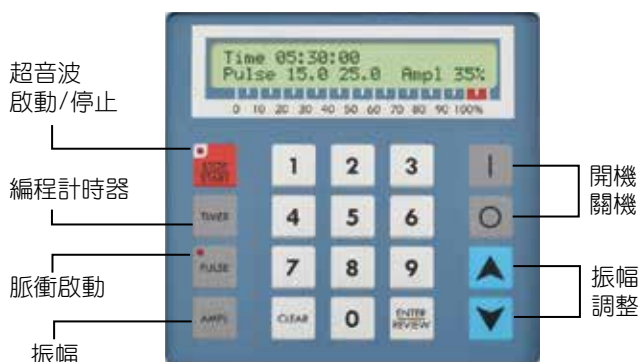 超音波
啟動/停止
編程計時器
脈衝啟動
振幅
Time 05:30:00
Pulse 15.0 25.0 Ampl 35%
0 10 20 30 40 50 60 70 80 90 100%
STOP
START
1 2 3 I
TIMER 4 5 6 O
PULSE 7 8 9
AMPL CLEAR 0 ENTER
REVIEW
開機
關機
振幅
調整